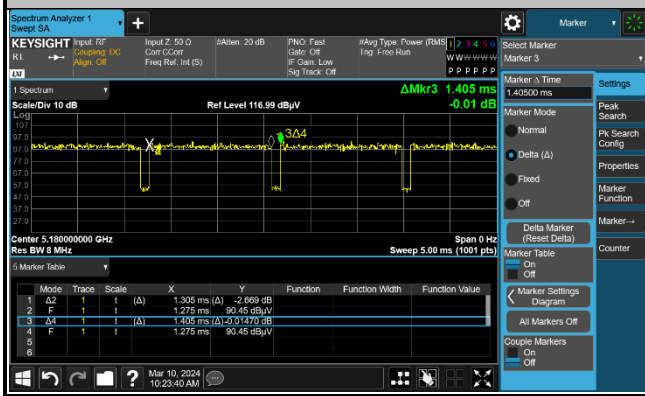 Spectrum Analyzer 1
Swept SA
+
Marker
KEYSIGHT Input: RF Input Z: 50 Ω #Atten: 20 dB PNO: Fast #Avg Type: Power (RMS 1 2 3 4 5 6
RL Coupling: DC Corr CCorr Gate: Off Trig: Free Run
Align: Off Freq Ref: Int (S) IF Gain: Low W W W W W W
Sig Track: Off P P P P P P
LXI
Select Marker
Marker 3
1 Spectrum
ΔMkr3 1.405 ms
Scale/Div 10 dB Ref Level 116.99 dBµV -0.01 dB
Log
107
97.0
87.0
77.0
67.0
57.0
47.0
37.0
27.0
X
3Δ4
Center 5.180000000 GHz Span 0 Hz
Res BW 8 MHz Sweep 5.00 ms (1001 pts)
5 Marker Table
Mode Trace Scale X Y Function Function Width Function Value
1 Δ2 1 t (Δ) 1.305 ms (Δ) -2.669 dB
2 F 1 t 1.275 ms 90.45 dBµV
3 Δ4 1 t (Δ) 1.405 ms (Δ) -0.01470 dB
4 F 1 t 1.275 ms 90.45 dBµV
5
6
Marker Δ Time
1.40500 ms
Marker Mode
Normal
Delta (Δ)
Fixed
Off
Delta Marker
(Reset Delta)
Marker Table
On
Off
Marker Settings
Diagram
All Markers Off
Couple Markers
On
Off
Settings
Peak
Search
Pk Search
Config
Properties
Marker
Function
Marker→
Counter
?
Mar 10, 2024
10:23:40 AM